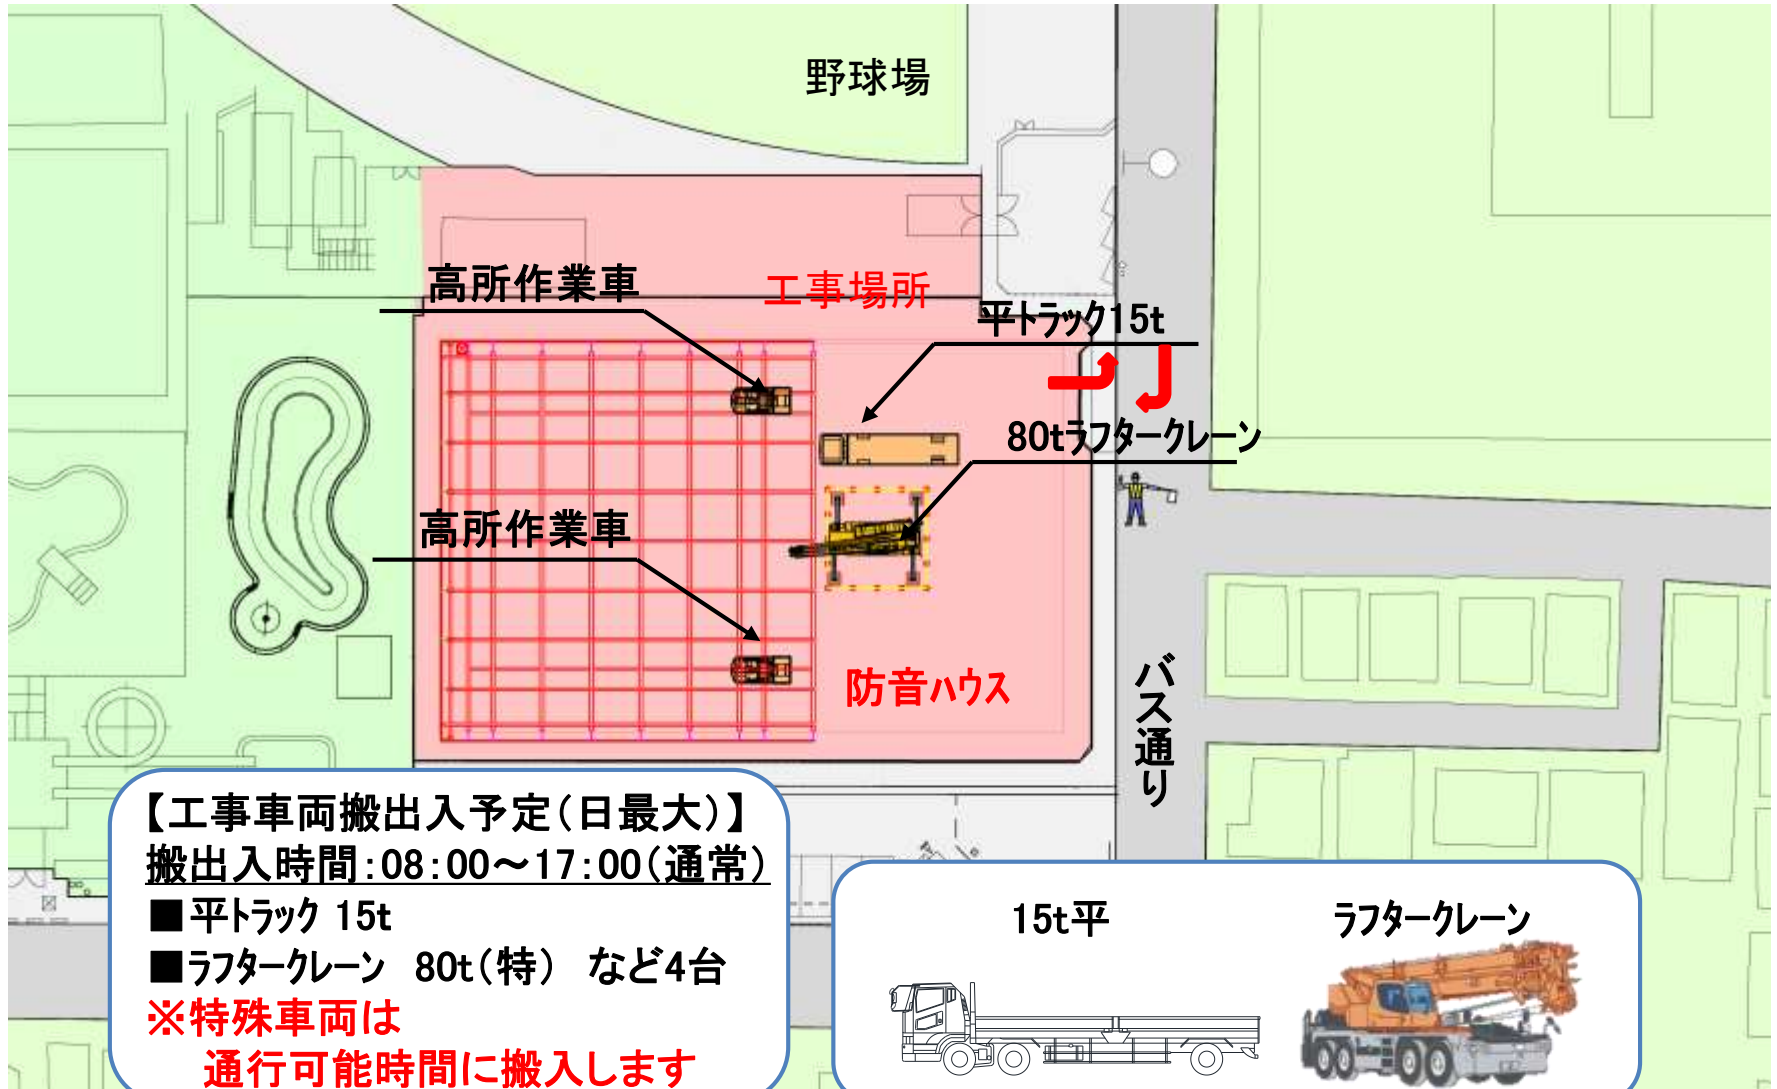 野球場
高所作業車
工事場所
平トラック15t
80tラフタークレーン
高所作業車
防音ハウス
バス通り
【工事車両搬出入予定(日最大)】
搬出入時間:08:00～17:00(通常)
■平トラック 15t
■ラフタークレーン 80t(特) など4台
※特殊車両は
通行可能時間に搬入します
15t平
ラフタークレーン